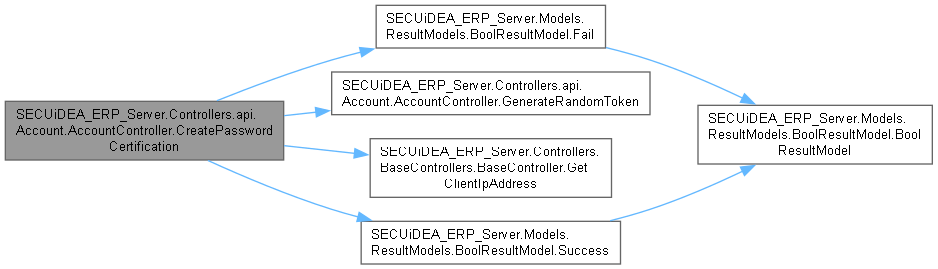 SECUiDEA_ERP_Server.Controllers.api.
Account.AccountController.CreatePassword
Certification
SECUiDEA_ERP_Server.Models.
ResultModels.BoolResultModel.Fail
SECUiDEA_ERP_Server.Controllers.api.
Account.AccountController.GenerateRandomToken
SECUiDEA_ERP_Server.Controllers.
BaseControllers.BaseController.Get
ClientIpAddress
SECUiDEA_ERP_Server.Models.
ResultModels.BoolResultModel.Success
SECUiDEA_ERP_Server.Models.
ResultModels.BoolResultModel.Bool
ResultModel